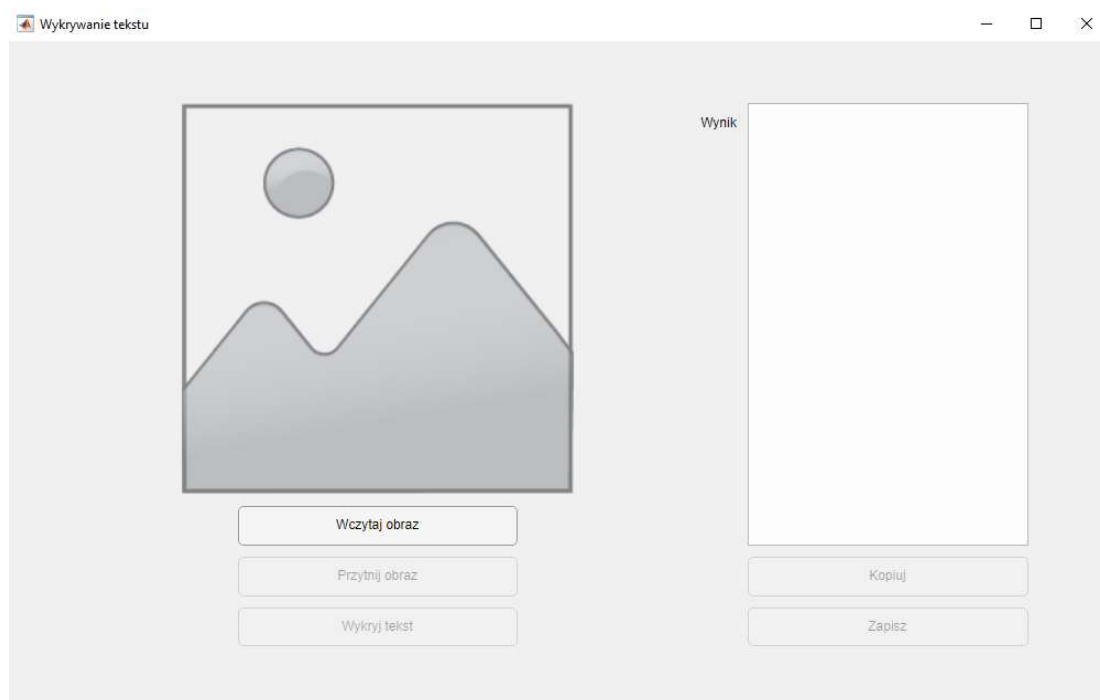 Wykrywanie tekstu
Wynik
Wczytaj obraz
Przytnij obraz
Wykryj tekst
Kopiuj
Zapisz